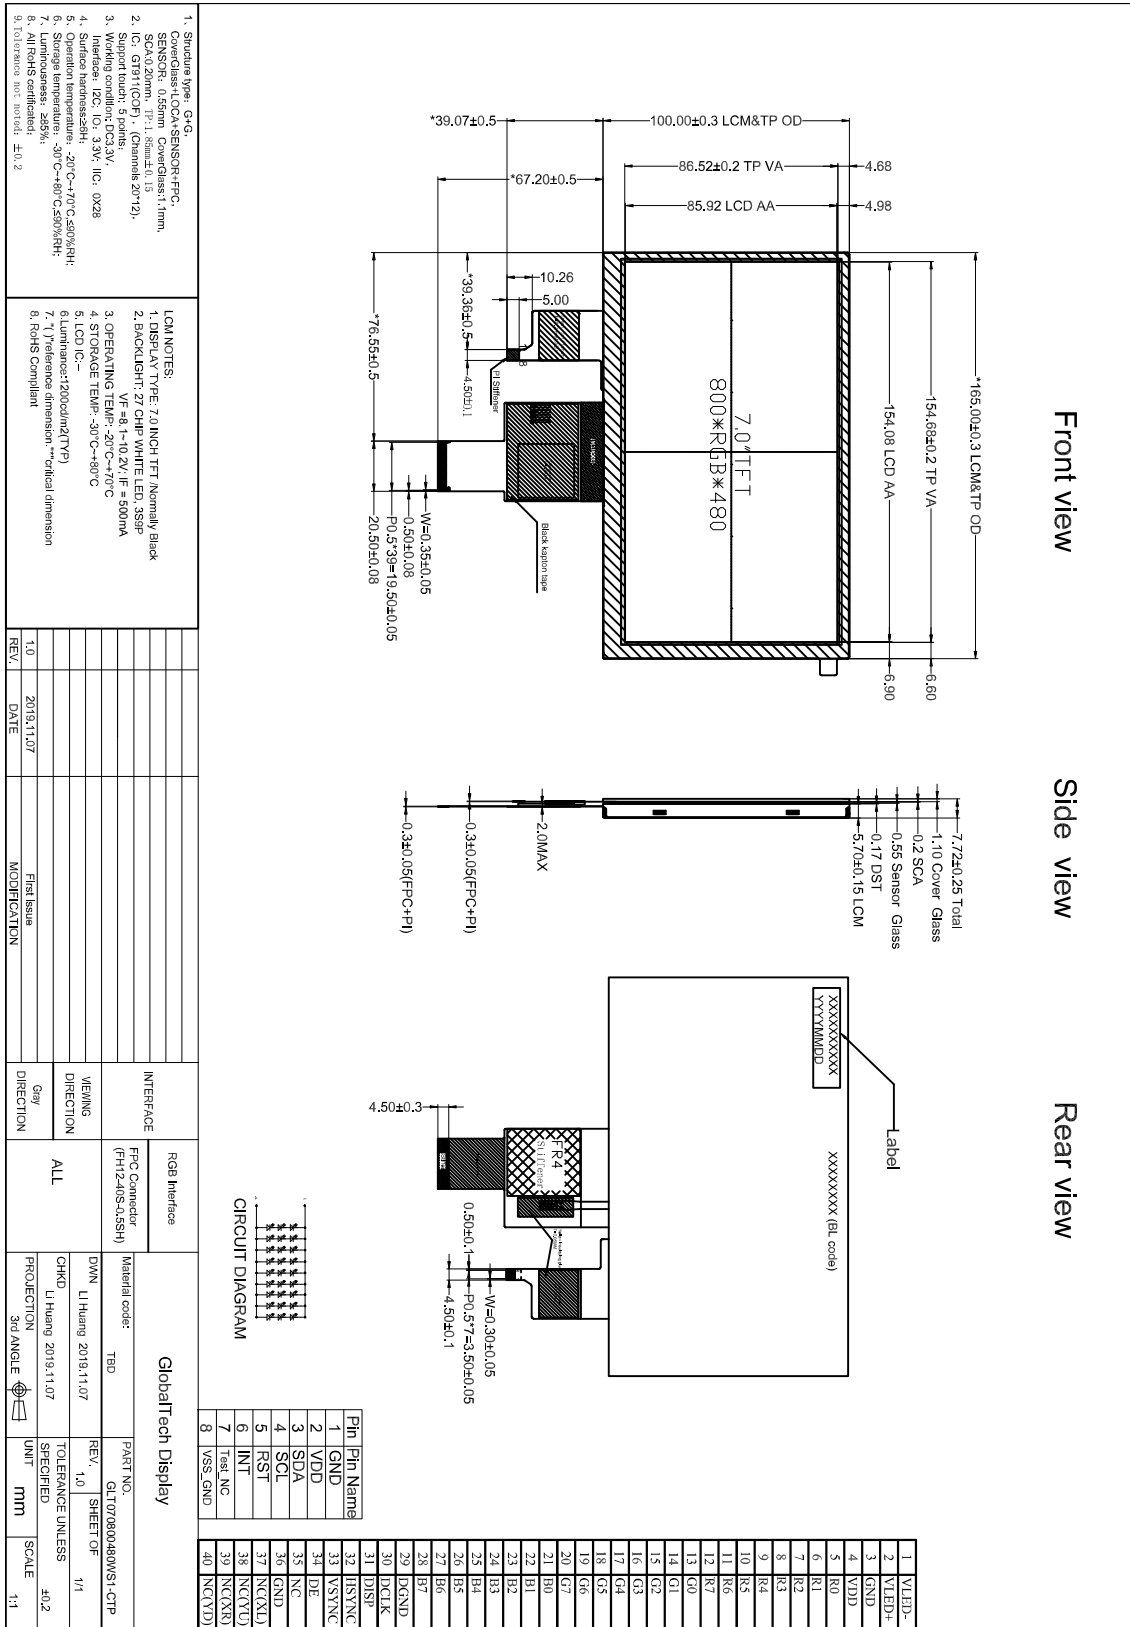 Front view
Side view
Rear view
*165.00±0.3 LCM&TP OD
154.68±0.2 TP VA
154.08 LCD AA
6.60
6.90
100.00±0.3 LCM&TP OD
86.52±0.2 TP VA
85.92 LCD AA
4.68
4.98
*39.07±0.5
*67.20±0.5
10.26
5.00
*39.36±0.5
*76.55±0.5
4.50±0.1
PI Stiffener
1
8
7.0"TFT
800*RGB*480
Black kapton tape
W=0.35±0.05
0.50±0.08
P0.5*39=19.50±0.05
20.50±0.08
7.72±0.25 Total
1.10 Cover Glass
0.2 SCA
0.55 Sensor Glass
0.17 DST
5.70±0.15 LCM
2.0MAX
0.3±0.05(FPC+PI)
0.3±0.05(FPC+PI)
XXXXXXXXXX
YYYYMMDD
Label
XXXXXXXX (BL code)
FR4
Stiffener
4.50±0.3
0.50±0.1
W=0.30±0.05
P0.5*7=3.50±0.05
4.50±0.1
CIRCUIT DIAGRAM
Pin Pin Name
1 GND
2 VDD
3 SDA
4 SCL
5 RST
6 INT
7 Test_NC
8 VSS_GND
1 VLED-
2 VLED+
3 GND
4 VDD
5 R0
6 R1
7 R2
8 R3
9 R4
10 R5
11 R6
12 R7
13 G0
14 G1
15 G2
16 G3
17 G4
18 G5
19 G6
20 G7
21 B0
22 B1
23 B2
24 B3
25 B4
26 B5
27 B6
28 B7
29 DGND
30 DCLK
31 DISP
32 HSYNC
33 VSYNC
34 DE
35 NC
36 GND
37 NC(XL)
38 NC(YU)
39 NC(XR)
40 NC(YD)
1、Structure type: G+G,
CoverGlass+LOCA+SENSOR+FPC,
SENSOR: 0.55mm CoverGlass:1.1mm,
SCA:0.20mm, TP:1.85mm±0.15
2、IC: GT911(COF) , (Channels 20*12),
Support touch: 5 points;
3、Working condition: DC3.3V,
Interface: I2C; IO: 3.3V; IIC: 0X28
4、Surface hardness≥6H;
5、Operation temperature: -20°C~+70°C,≤90%RH;
6、Storage temperature: -30°C~+80°C,≤90%RH;
7、Luminousness: ≥85%;
8、All RoHS certificated;
9.Tolerance not noted: ±0.2
LCM NOTES:
1. DISPLAY TYPE: 7.0 INCH TFT /Normally Black
2. BACKLIGHT: 27 CHIP WHITE LED, 3S9P
VF =8.1~10.2V; IF = 500mA
3. OPERATING TEMP: -20°C~+70°C
4. STORAGE TEMP: -30°C~+80°C
5. LCD IC:--
6.Luminance:1200cd/m2(TYP)
7. "( )"reference dimension."*"critical dimension
8. RoHS Compliant
1.0 2019.11.07 First issue
REV. DATE MODIFICATION
INTERFACE
RGB Interface
FPC Connector
(FH12-40S-0.5SH)
VIEWING
DIRECTION
ALL
Gray
DIRECTION
GlobalTech Display
Material code: TBD
PART NO.
GLT070800480WS1-CTP
DWN Li Huang 2019.11.07
REV. 1.0
SHEET OF 1/1
CHKD Li Huang 2019.11.07
TOLERANCE UNLESS
SPECIFIED ±0.2
PROJECTION 3rd ANGLE
UNIT mm
SCALE 1:1